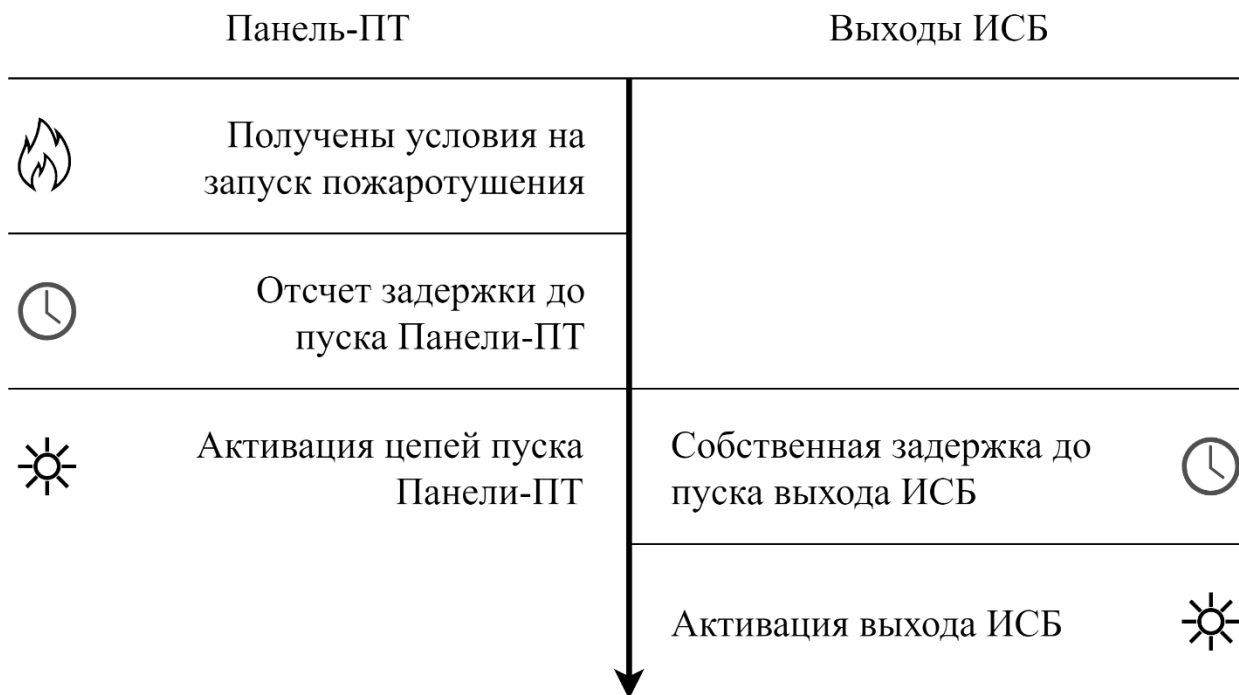 Панель-ПТ
Выходы ИСБ
Получены условия на
запуск пожаротушения
Отсчет задержки до
пуска Панели-ПТ
Активация цепей пуска
Панели-ПТ
Собственная задержка до
пуска выхода ИСБ
Активация выхода ИСБ